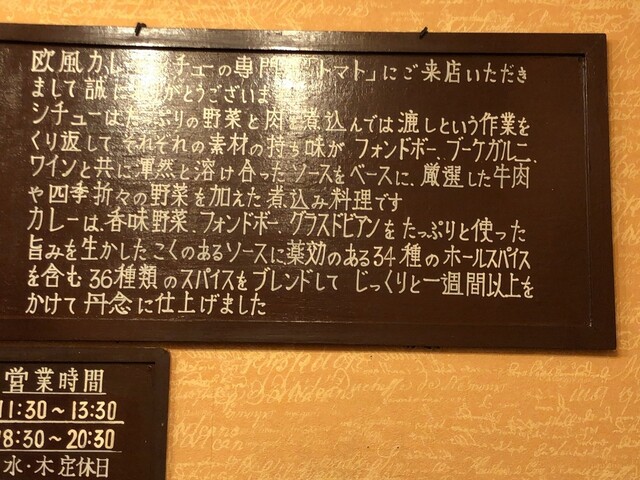 欧風カレ チューの専門 「トマト」にご来店いただき
まして誠に がとうございま
シチューはた っぷりの野菜と肉を煮込んでは漉しという作業を
くり返して それぞれの素材の持ち味が フォンドボー、ブーケガルニ、
ワインと共に渾然と溶け合った ソースをベースに、厳選した牛肉
や四季折々の野菜を加えた煮込み料理です
カレーは、香味野菜、フォンドボー、グラスドビアンをたっぷりと使った
旨みを生かしたこくのあるソースに薬効のある34種のホールスパイス
を含む36種類のスパイスをブレンドして じっくりと一週間以上を
かけて丹念に仕上げました
営業時間
11:30～13:30
18:30～20:30
水・木定休日